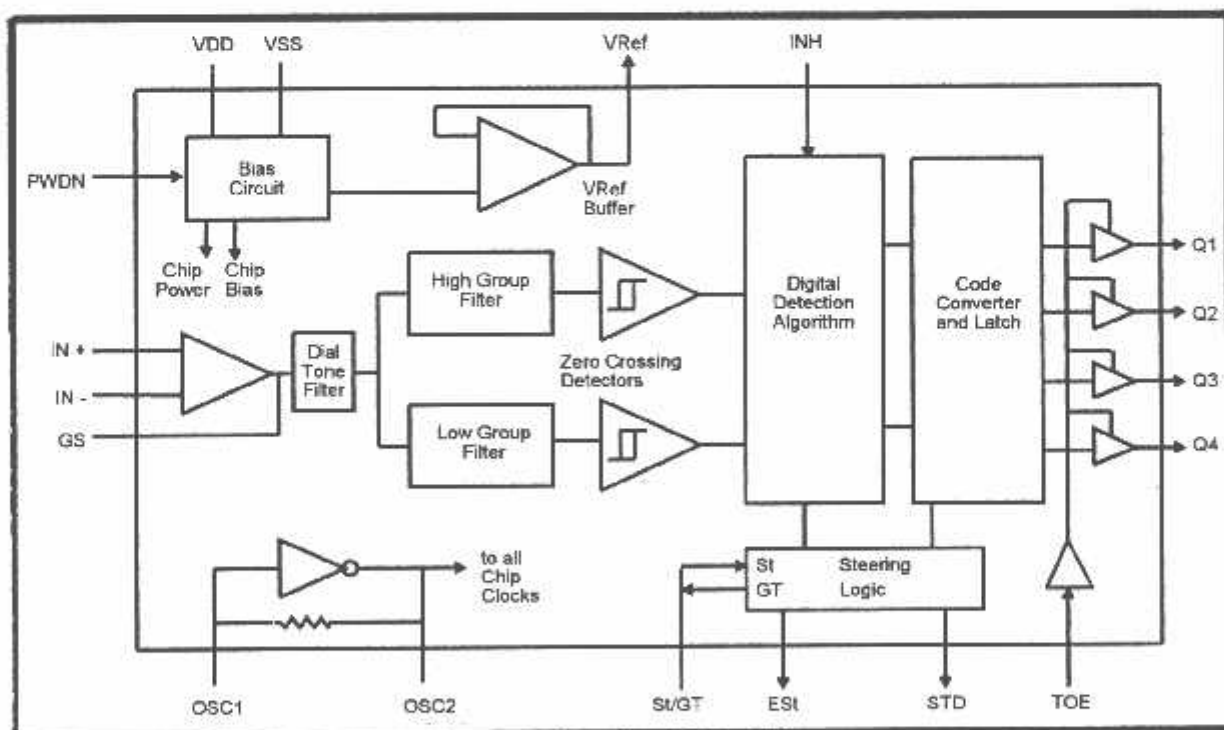 VDD
VSS
VRef
INH
PWDN
Bias
Circuit
VRef
Buffer
Chip
Power
Chip
Bias
High Group
Filter
Digital
Detection
Algorithm
Code
Converter
and Latch
Q1
Q2
Q3
Q4
IN +
IN -
GS
Dial
Tone
Filter
Zero Crossing
Detectors
Low Group
Filter
to all
Chip
Clocks
St
GT
Steering
Logic
OSC1
OSC2
St/GT
ESt
STD
TOE